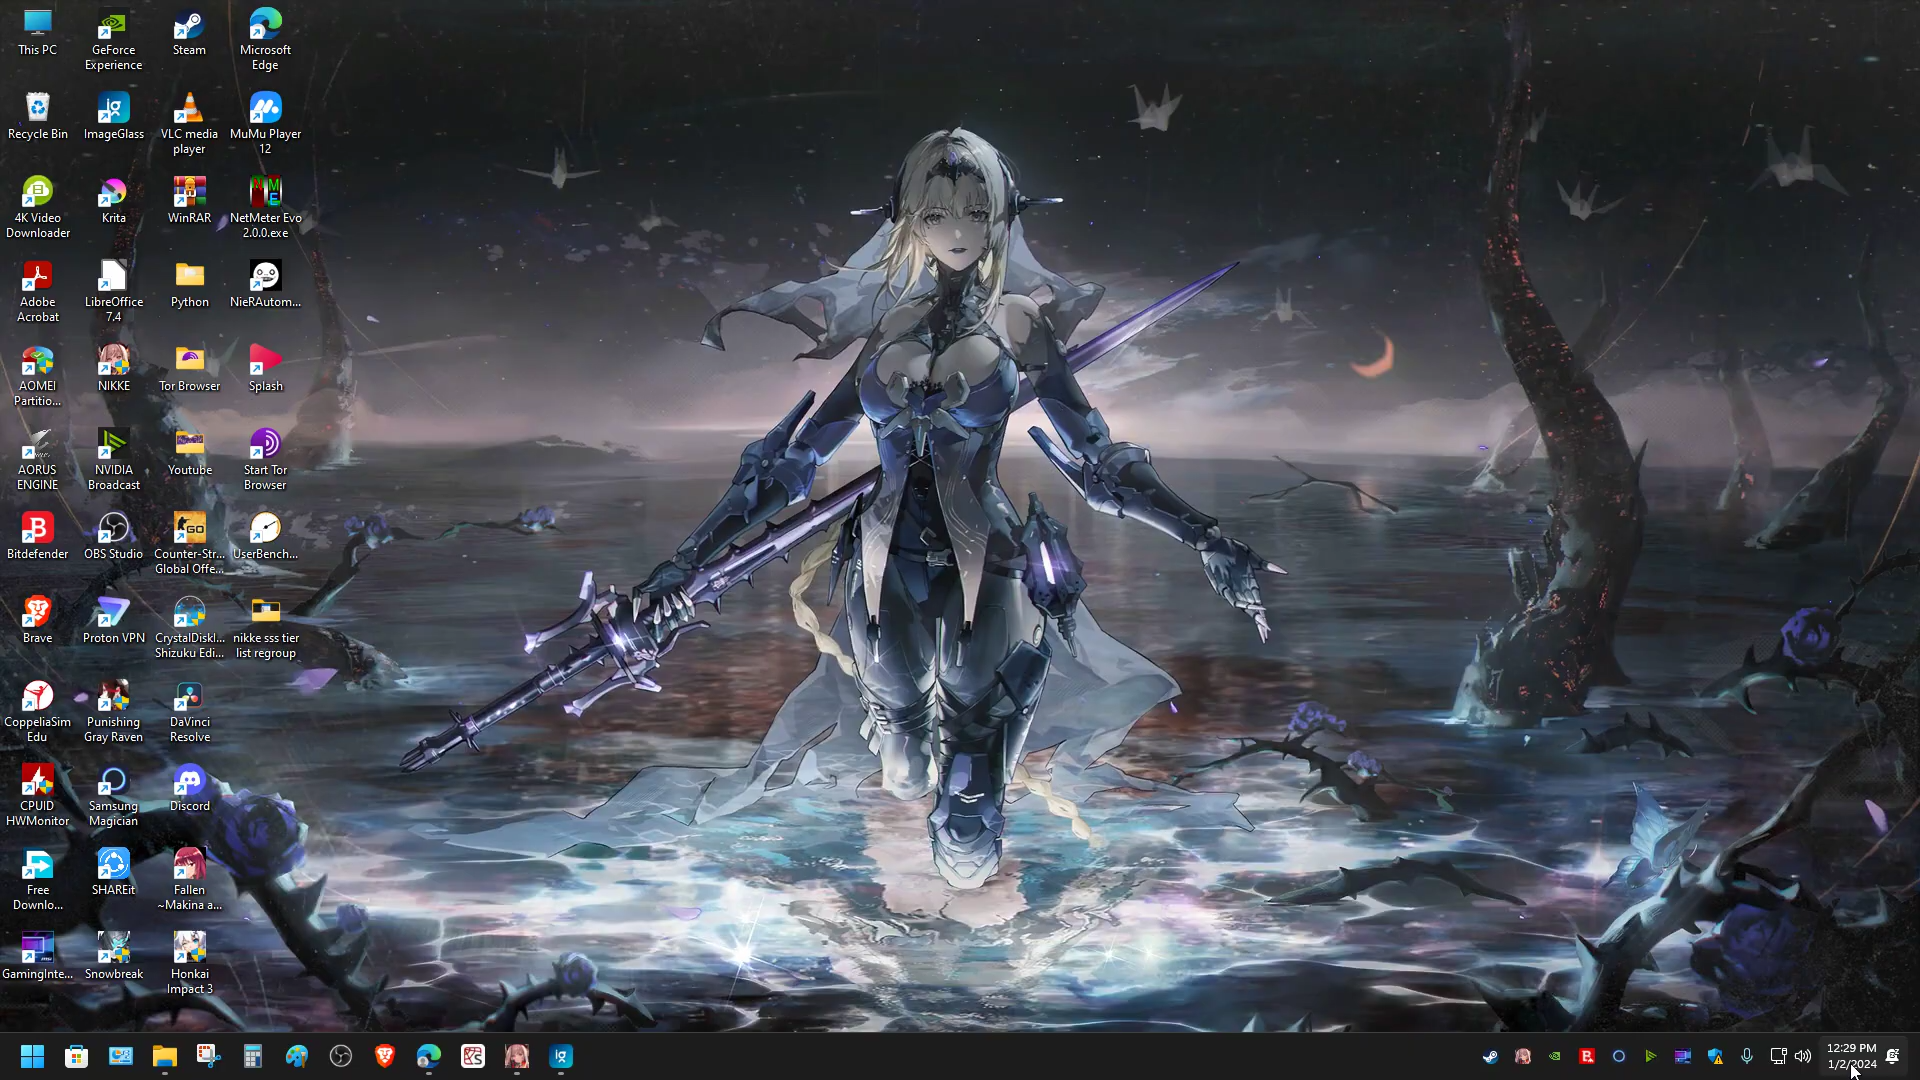 This PC
GeForce
Experience
Steam
Microsoft
Edge
Recycle Bin
ImageGlass
VLC media
player
MuMu Player
12
4K Video
Downloader
Krita
WinRAR
NetMeter Evo
2.0.0.exe
Adobe
Acrobat
LibreOffice
7.4
Python
NieRAutom...
AOMEI
Partitio...
NIKKE
Tor Browser
Splash
AORUS
ENGINE
NVIDIA
Broadcast
Youtube
Start Tor
Browser
Bitdefender
OBS Studio
Counter-Str...
Global Offe...
UserBench...
Brave
Proton VPN
CrystalDiskI...
Shizuku Edi...
nikke sss tier
list regroup
CoppeliaSim
Edu
Punishing
Gray Raven
DaVinci
Resolve
CPUID
HWMonitor
Samsung
Magician
Discord
Free
Downlo...
SHAREit
Fallen
~Makina a...
GamingInte...
Snowbreak
Honkai
Impact 3
12:29 PM
1/2/2024